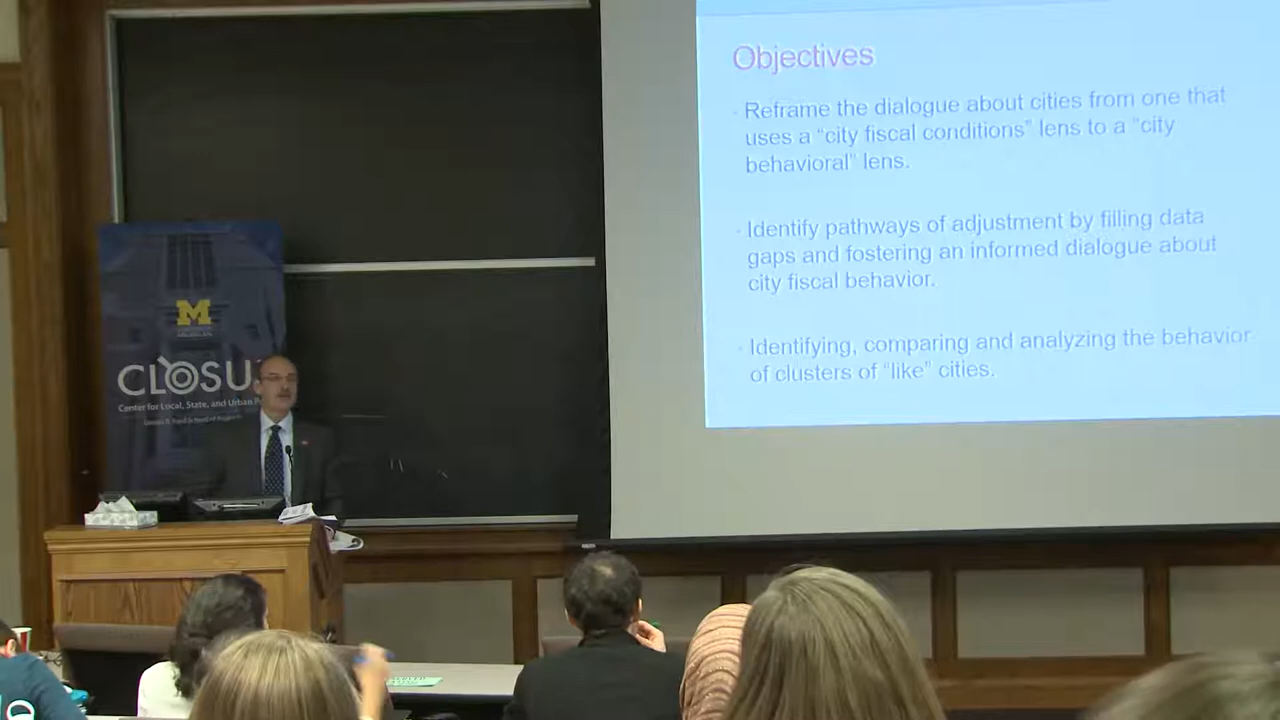 Objectives
Reframe the dialogue about cities from one that
uses a “city fiscal conditions” lens to a “city
behavioral” lens.
Identify pathways of adjustment by filling data
gaps and fostering an informed dialogue about
city fiscal behavior.
Identifying, comparing and analyzing the behavior
of clusters of “like” cities.
M
CLOSU
Center for Local, State, and Urban